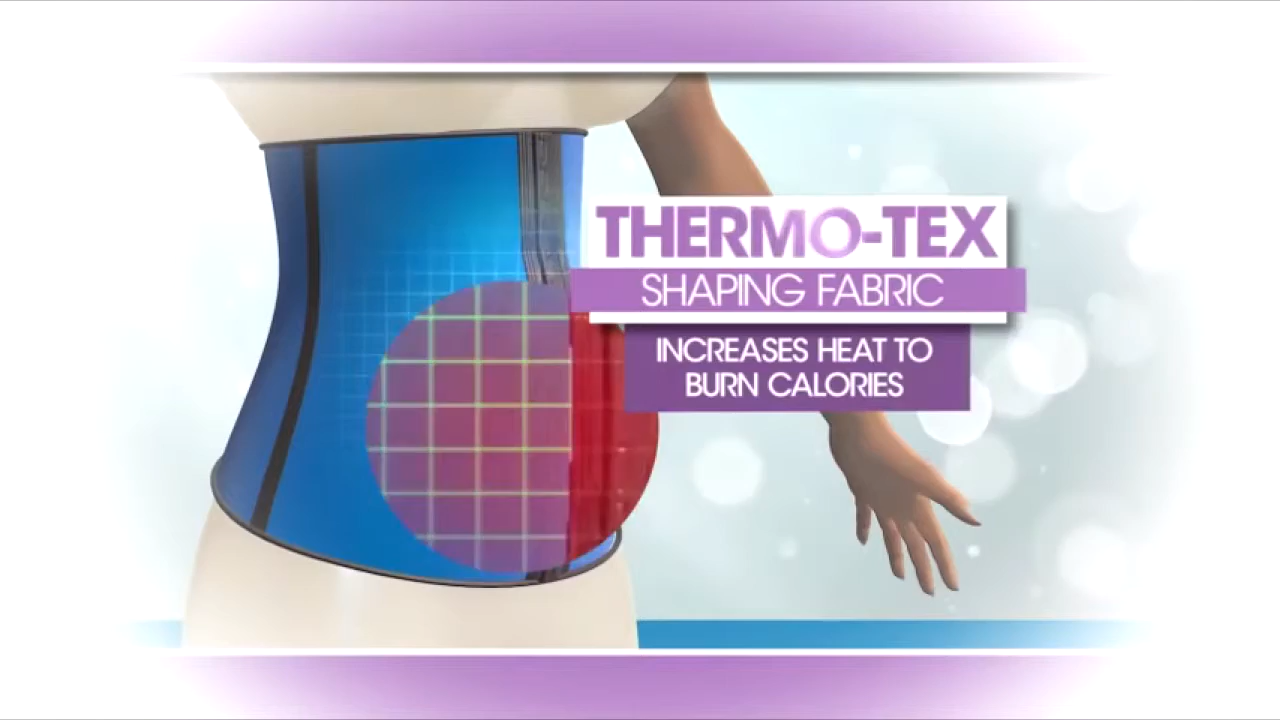 THERMO-TEX
SHAPING FABRIC
INCREASES HEAT TO
BURN CALORIES